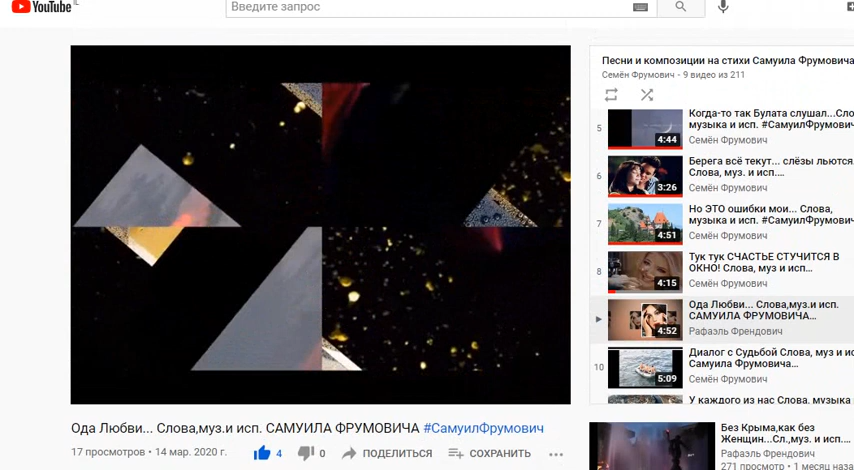 YouTube IL
Введите запрос
Песни и композиции на стихи Самуила Фрумовича
Семён Фрумович - 9 видео из 211
5
4:44
Когда-то так Булата слушал...Сло
музыка и исп. #СамуилФрумович
Семён Фрумович
6
3:26
Берега всё текут... слёзы льются.
Слова, муз. и исп....
Семён Фрумович
7
4:51
Но ЭТО ошибки мои... Слова,
музыка и исп. #СамуилФрумович
Семён Фрумович
8
4:15
Тук тук СЧАСТЬЕ СТУЧИТСЯ В
ОКНО! Слова, муз и исп...
Семён Фрумович
4:52
Ода Любви... Слова,муз.и исп.
САМУИЛА ФРУМОВИЧА...
Рафаэль Френдович
10
5:09
Диалог с Судьбой Слова, муз и ис
Самуила Фрумовича...
Семён Фрумович
У каждого из нас Слова, музыка
Ода Любви... Слова,муз.и исп. САМУИЛА ФРУМОВИЧА #СамуилФрумович
17 просмотров • 14 мар. 2020 г.
4
0
ПОДЕЛИТЬСЯ
СОХРАНИТЬ
Без Крыма,как без
Женщин...Сл.,муз. и исп....
Рафаэль Френдович
271 просмотр • 1 месяц наза